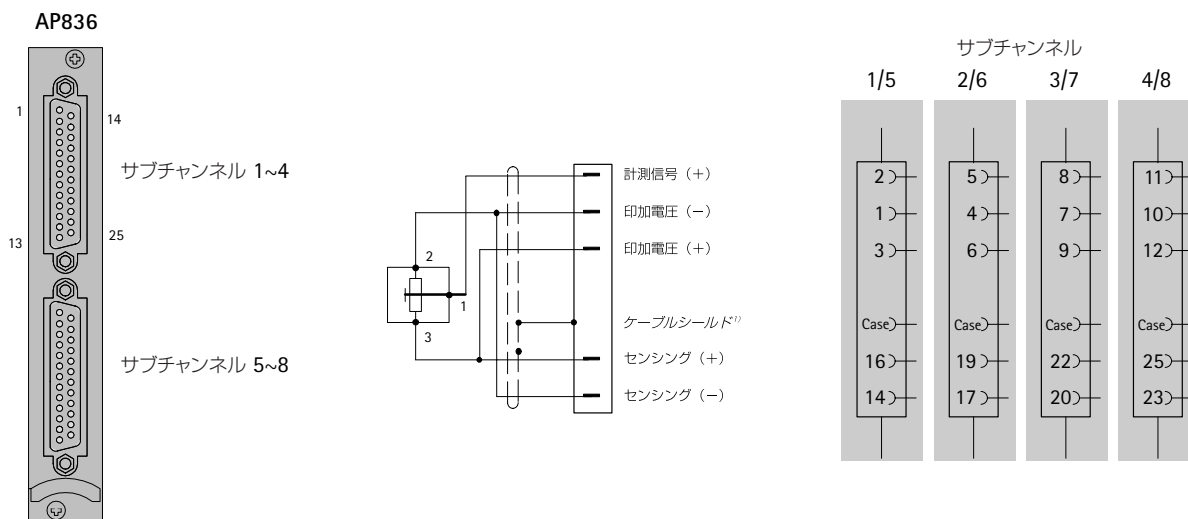 AP836
1
14
サブチャンネル 1~4
13
25
サブチャンネル 5~8
計測信号（+）
印加電圧（-）
印加電圧（+）
ケーブルシールド¹⁾
センシング（+）
センシング（-）
2
1
3
サブチャンネル
1/5 2/6 3/7 4/8
2 5 8 11
1 4 7 10
3 6 9 12
Case Case Case Case
16 19 22 25
14 17 20 23